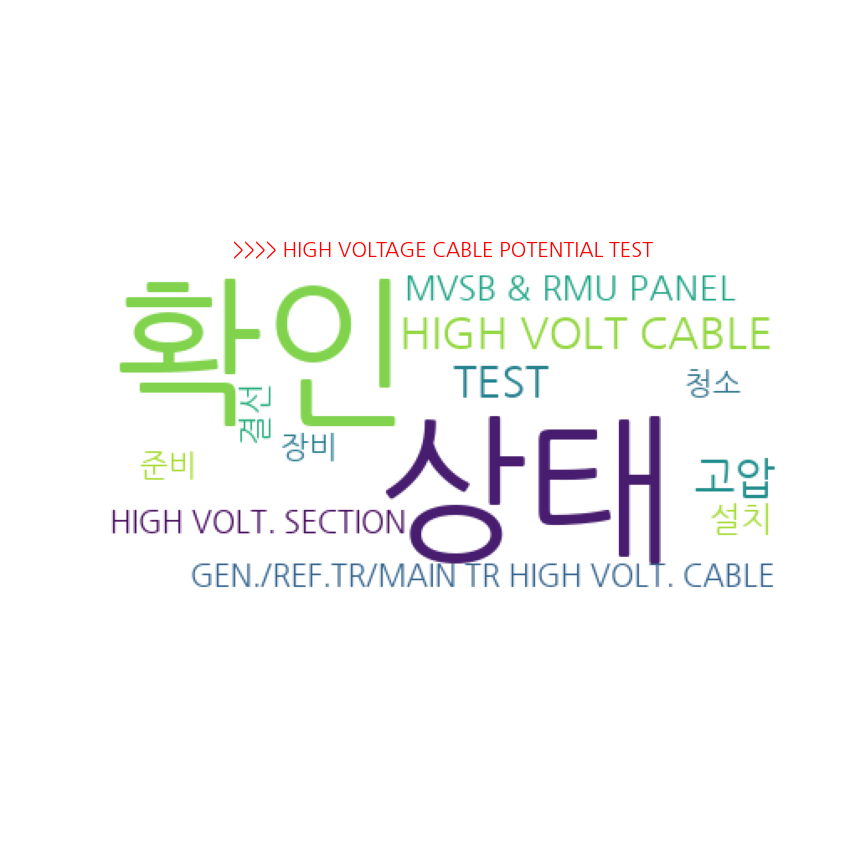 >>>> HIGH VOLTAGE CABLE POTENTIAL TEST
확인
MVSB & RMU PANEL
HIGH VOLT CABLE
TEST
청소
결선
장비
상태
준비
고압
설치
HIGH VOLT. SECTION
GEN./REF.TR/MAIN TR HIGH VOLT. CABLE